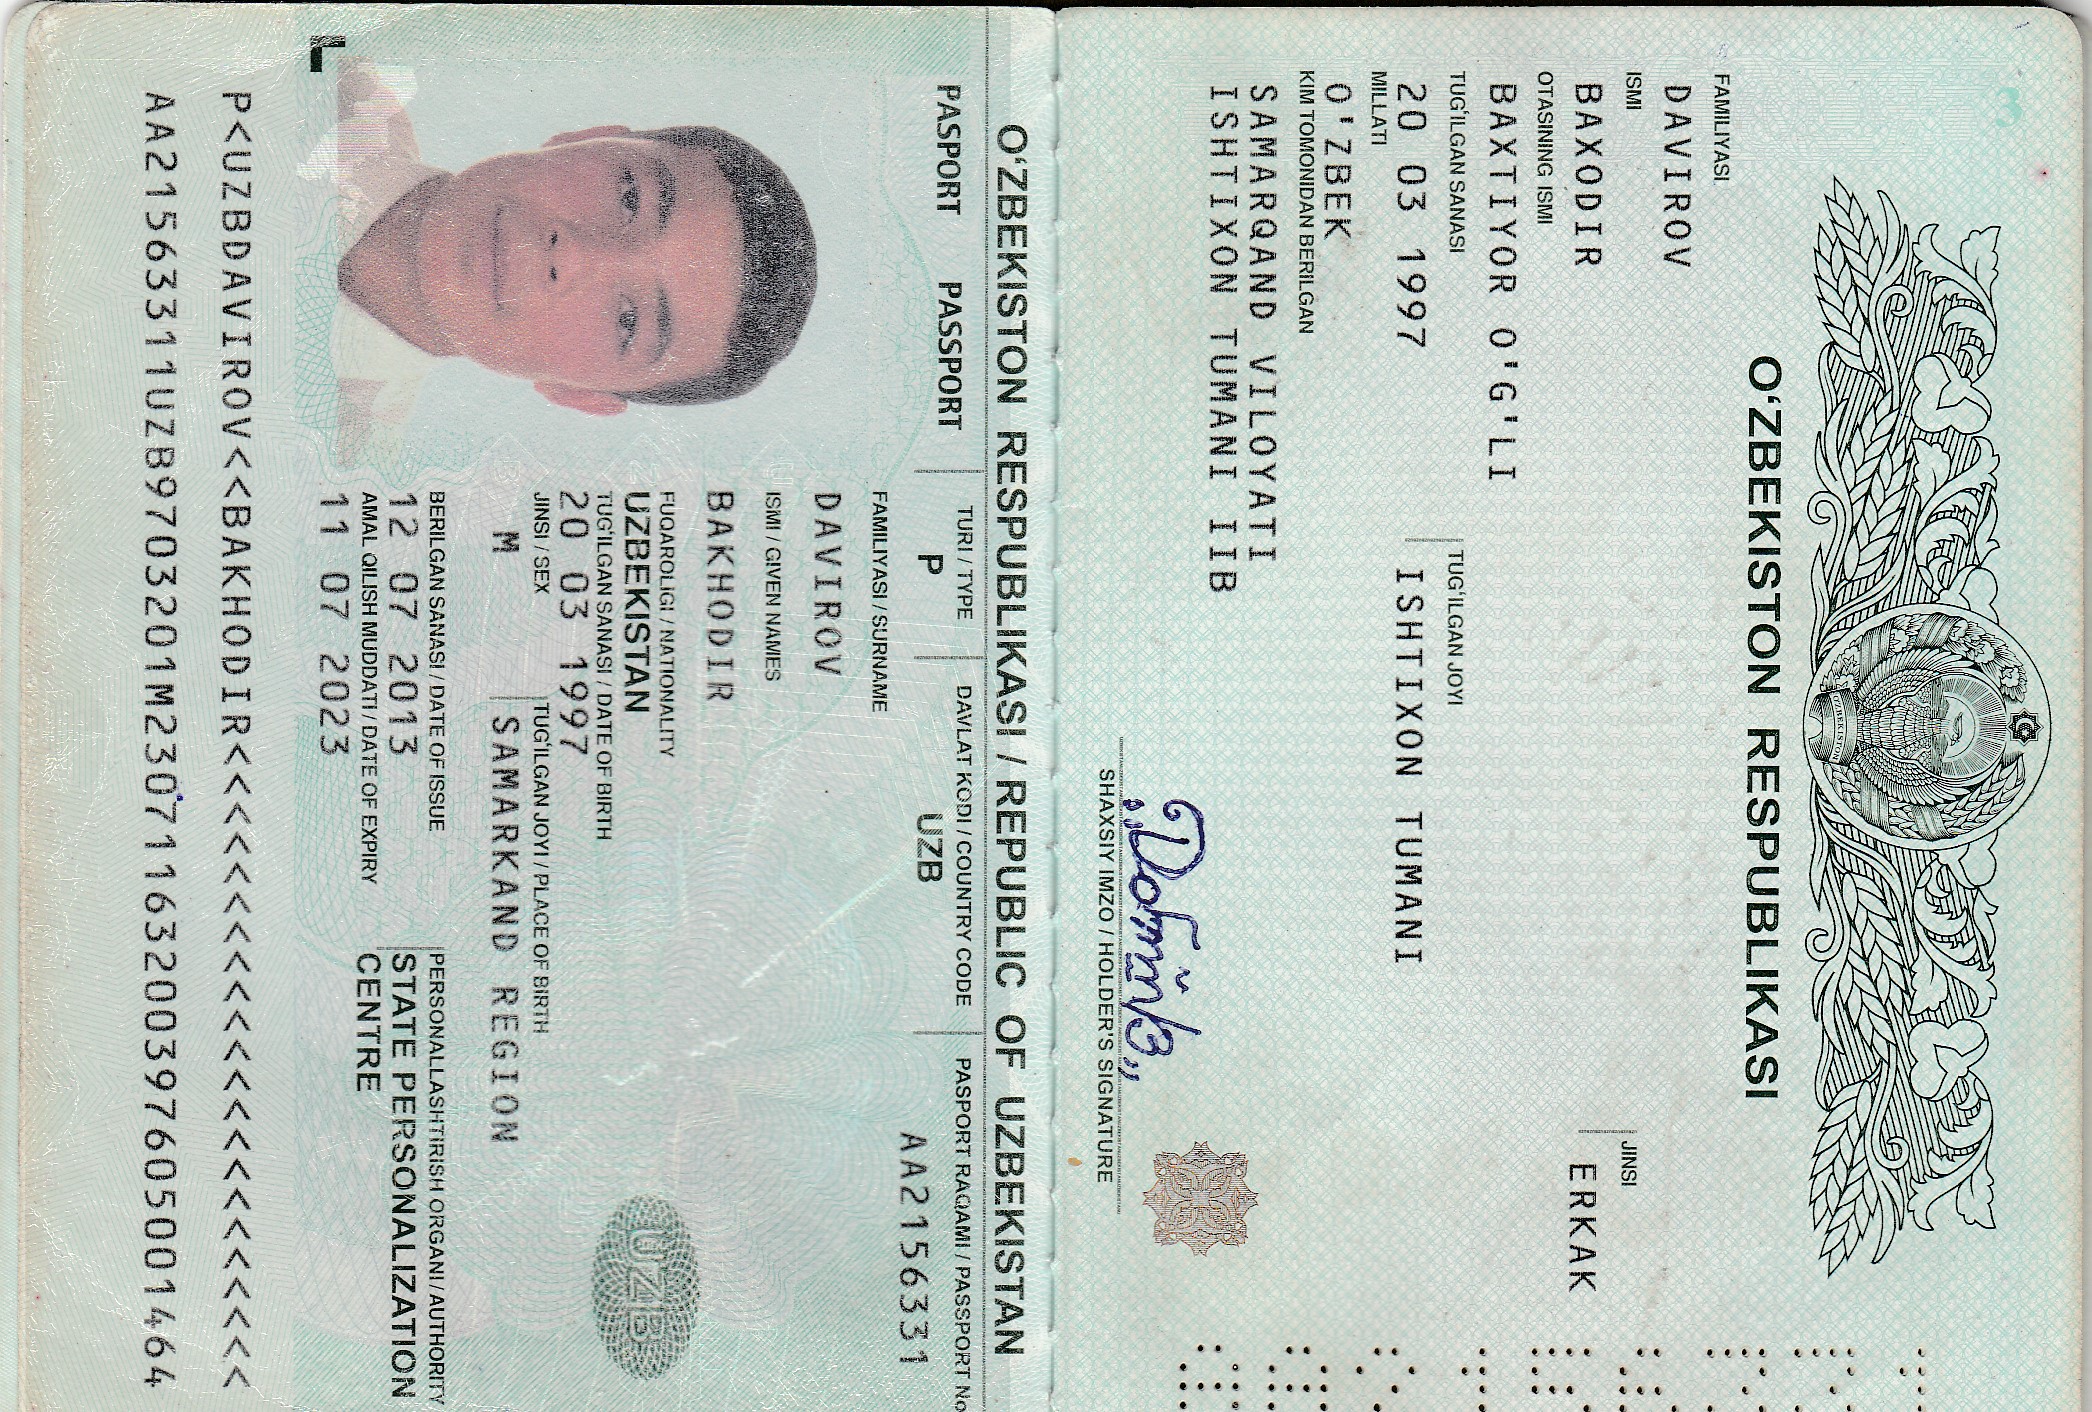 3
O‘ZBEKISTON RESPUBLIKASI
FAMILIYASI
DAVIROV
ISMI
BAXODIR
JINSI
ERKAK
OTASINING ISMI
BAXTIYOR O'G'LI
TUG‘ILGAN SANASI
20 03 1997
TUG‘ILGAN JOYI
ISHTIXON TUMANI
MILLATI
O'ZBEK
KIM TOMONIDAN BERILGAN
SAMARQAND VILOYATI
ISHTIXON TUMANI IIB
SHAXSIY IMZO / HOLDER'S SIGNATURE
O‘ZBEKISTON RESPUBLIKASI / REPUBLIC OF UZBEKISTAN
PASPORT PASSPORT
TURI / TYPE
P
DAVLAT KODI / COUNTRY CODE
UZB
PASPORT RAQAMI / PASSPORT No
AA2156331
FAMILIYASI / SURNAME
DAVIROV
ISMI / GIVEN NAMES
BAKHODIR
FUQAROLIGI / NATIONALITY
UZBEKISTAN
TUG‘ILGAN SANASI / DATE OF BIRTH
20 03 1997
JINSI / SEX
M
TUG‘ILGAN JOYI / PLACE OF BIRTH
SAMARKAND REGION
BERILGAN SANASI / DATE OF ISSUE
12 07 2013
PERSONALLASHTIRISH ORGANI / AUTHORITY
STATE PERSONALIZATION
CENTRE
AMAL QILISH MUDDATI / DATE OF EXPIRY
11 07 2023
UZB
P<UZBDAVIROV<<BAKHODIR<<<<<<<<<<<<<<<<<<<<<<
AA21563311UZB9703201M23071163200397605001464